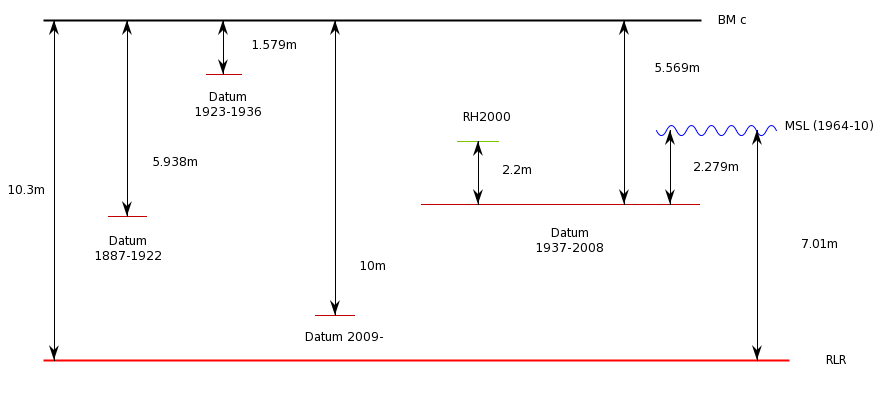 BM c
1.579m
5.569m
Datum
1923-1936
RH2000
MSL (1964-10)
5.938m
2.2m
2.279m
10.3m
Datum
1887-1922
Datum
1937-2008
7.01m
10m
Datum 2009-
RLR